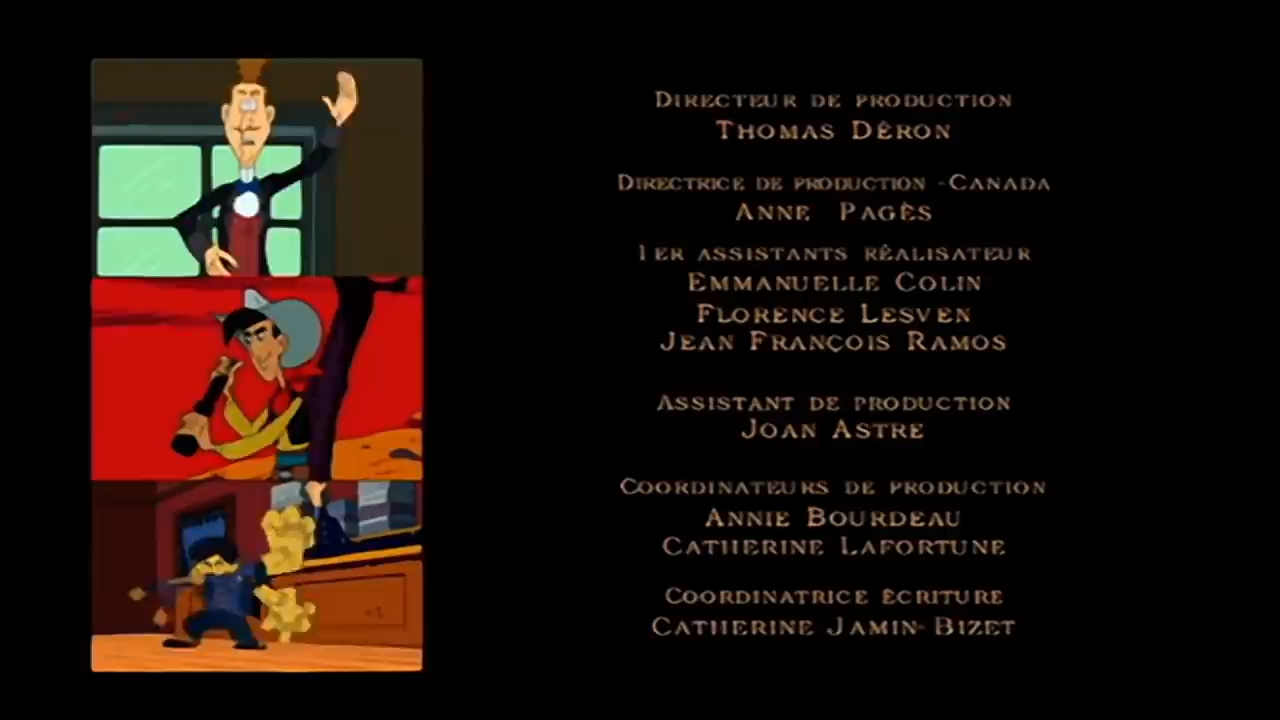 DIRECTEUR DE PRODUCTION
THOMAS DÉRON
DIRECTRICE DE PRODUCTION -CANADA
ANNE PAGÈS
1ER ASSISTANTS RÉALISATEUR
EMMANUELLE COLIN
FLORENCE LESVEN
JEAN FRANÇOIS RAMOS
ASSISTANT DE PRODUCTION
JOAN ASTRE
COORDINATEURS DE PRODUCTION
ANNIE BOURDEAU
CATHERINE LAFORTUNE
COORDINATRICE ÉCRITURE
CATHERINE JAMIN-BIZET